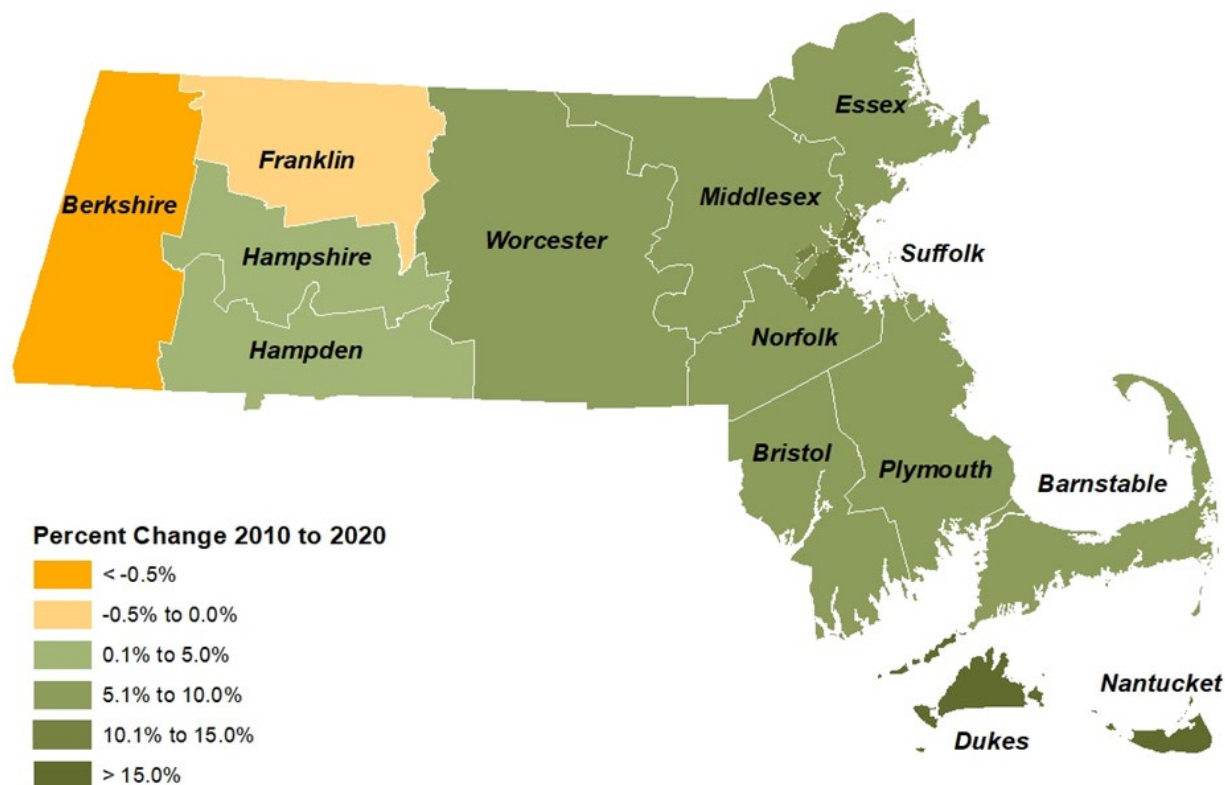 Essex
Franklin
Berkshire
Middlesex
Hampshire
Worcester
Suffolk
Norfolk
Hampden
Bristol
Plymouth
Barnstable
Nantucket
Dukes
Percent Change 2010 to 2020
< -0.5%
-0.5% to 0.0%
0.1% to 5.0%
5.1% to 10.0%
10.1% to 15.0%
> 15.0%